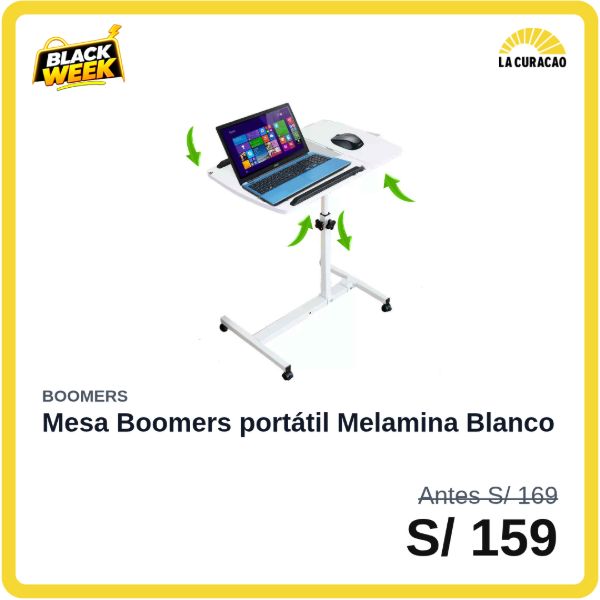 BLACK
WEEK
LA CURACAO
BOOMERS
Mesa Boomers portátil Melamina Blanco
Antes S/ 169
S/ 159